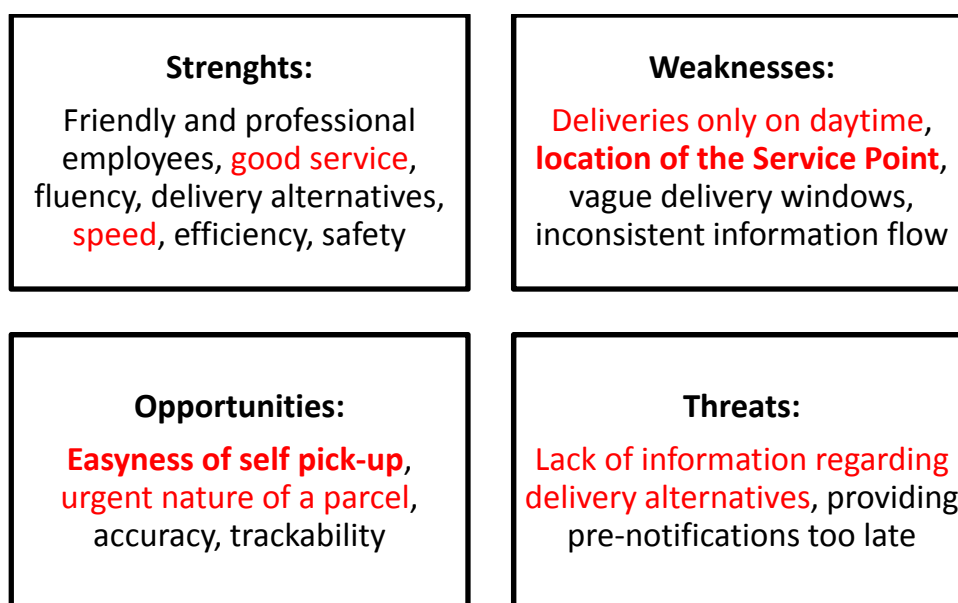 Strenghts:
Friendly and professional
employees, good service,
fluency, delivery alternatives,
speed, efficiency, safety
Weaknesses:
Deliveries only on daytime,
location of the Service Point,
vague delivery windows,
inconsistent information flow
Opportunities:
Easyness of self pick-up,
urgent nature of a parcel,
accuracy, trackability
Threats:
Lack of information regarding
delivery alternatives, providing
pre-notifications too late